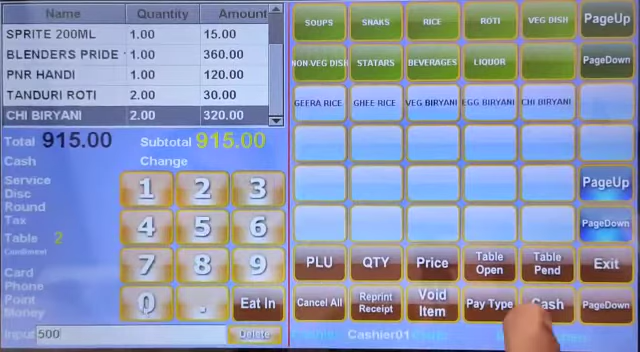 Name Quantity Amount
SPRITE 200ML 1.00 15.00
BLENDERS PRIDE 1.00 360.00
PNR HANDI 1.00 120.00
TANDURI ROTI 2.00 30.00
CHI BIRYANI 2.00 320.00
Total 915.00 Subtotal 915.00
Cash Change
Service
Disc
Round
Tax
Table 2
Card
Phone
Point
Money
Input 500 Delete
1 2 3
4 5 6
7 8 9
0 . Eat In
SOUPS SNAKS RICE ROTI VEG DISH PageUp
NON-VEG DISH STATARS BEVERAGES LIQUOR PageDown
GEERA RICE GHEE RICE VEG BIRYANI EGG BIRYANI CHI BIRYANI
PageUp
PageDown
PLU QTY Price Table Open Table Pend Exit
Cancel All Reprint Receipt Void Item Pay Type Cash PageDown
Cashier01